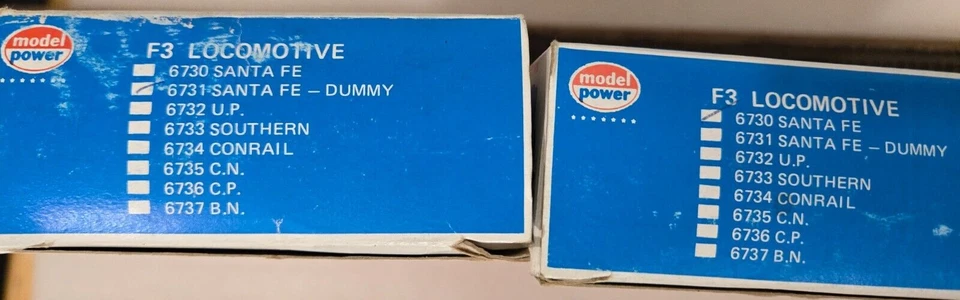 model
power
F3 LOCOMOTIVE
6730 SANTA FE
6731 SANTA FE – DUMMY
6732 U.P.
6733 SOUTHERN
6734 CONRAIL
6735 C.N.
6736 C.P.
6737 B.N.
model
power
F3 LOCOMOTIVE
6730 SANTA FE
6731 SANTA FE – DUMMY
6732 U.P.
6733 SOUTHERN
6734 CONRAIL
6735 C.N.
6736 C.P.
6737 B.N.